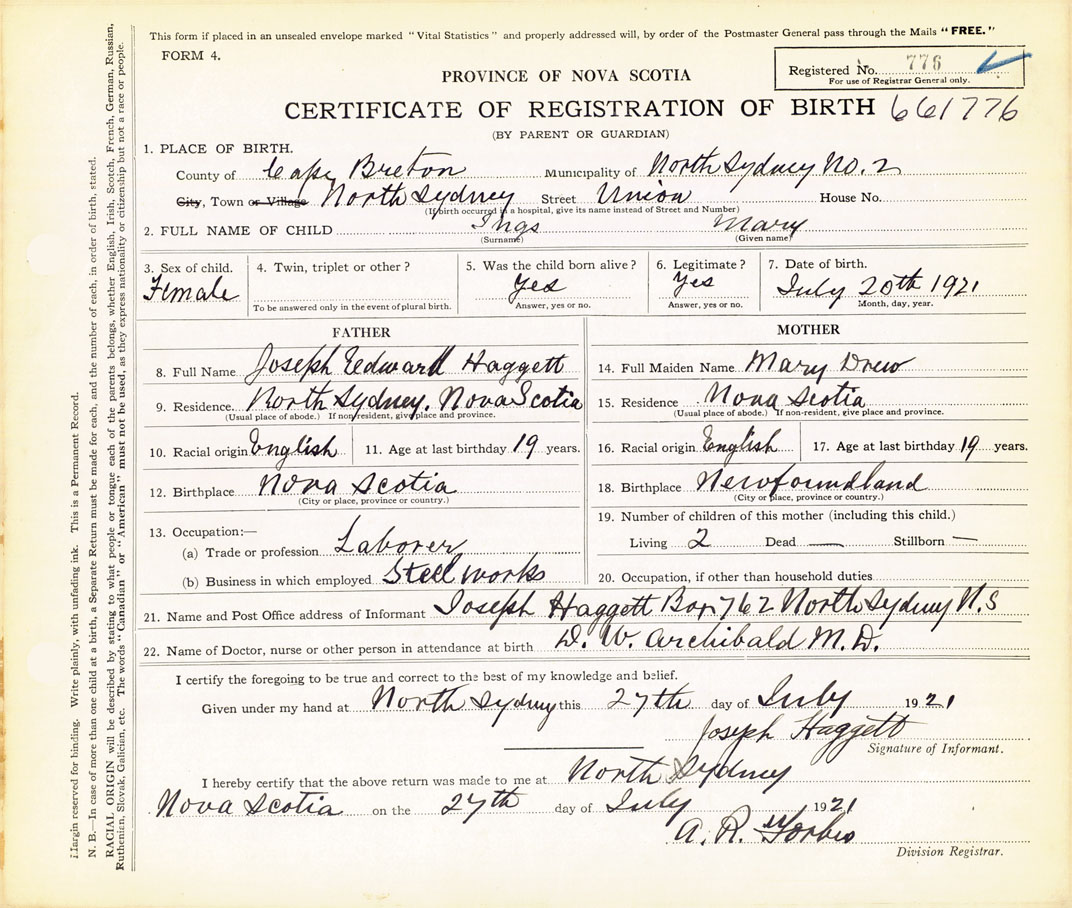 This form if placed in an unsealed envelope marked "Vital Statistics" and properly addressed will, by order of the Postmaster General pass through the Mails "FREE."
FORM 4.
Registered No. 776
For use of Registrar General only.
PROVINCE OF NOVA SCOTIA
CERTIFICATE OF REGISTRATION OF BIRTH 661776
(BY PARENT OR GUARDIAN)
1. PLACE OF BIRTH.
County of Cape Breton Municipality of North Sydney No. 2
City, Town or Village North Sydney Street Union House No.
(If birth occurred in a hospital, give its name instead of Street and Number)
2. FULL NAME OF CHILD Ings Mary
(Surname) (Given name)
3. Sex of child. 4. Twin, triplet or other? 5. Was the child born alive? 6. Legitimate? 7. Date of birth.
Female Yes Yes July 20th 1921
To be answered only in the event of plural birth. Answer, yes or no. Answer, yes or no. Month, day, year.
FATHER
8. Full Name Joseph Edward Haggett
9. Residence. North Sydney. Nova Scotia
(Usual place of abode.) If non-resident, give place and province.
10. Racial origin English 11. Age at last birthday 19 years.
12. Birthplace Nova Scotia
(City or place, province or country.)
13. Occupation:—
(a) Trade or profession Laborer
(b) Business in which employed Steel works
MOTHER
14. Full Maiden Name Mary Drew
15. Residence Nova Scotia
(Usual place of abode.) If non-resident, give place and province.
16. Racial origin English 17. Age at last birthday 19 years.
18. Birthplace Newfoundland
(City or place, province or country.)
19. Number of children of this mother (including this child.)
Living 2 Dead — Stillborn —
20. Occupation, if other than household duties
21. Name and Post Office address of Informant Joseph Haggett Box 762 North Sydney N.S
22. Name of Doctor, nurse or other person in attendance at birth D. W. Archibald M.D.
I certify the foregoing to be true and correct to the best of my knowledge and belief.
Given under my hand at North Sydney this 27th day of July 1921
Joseph Haggett
Signature of Informant.
I hereby certify that the above return was made to me at North Sydney
Nova Scotia on the 27th day of July 1921
A. R. Forbes
Division Registrar.
Margin reserved for binding. Write plainly, with unfading ink. This is a Permanent Record.
N. B.—In case of more than one child at a birth, a Separate Return must be made for each, and the number of each, in order of birth, stated.
RACIAL ORIGIN will be described by stating to what people or tongue each of the parents belongs, whether English, Irish, Scotch, French, German, Russian,
Ruthenian, Slovak, Galician, etc. The words "Canadian" or "American" must not be used, as they express nationality or citizenship but not a race or people.